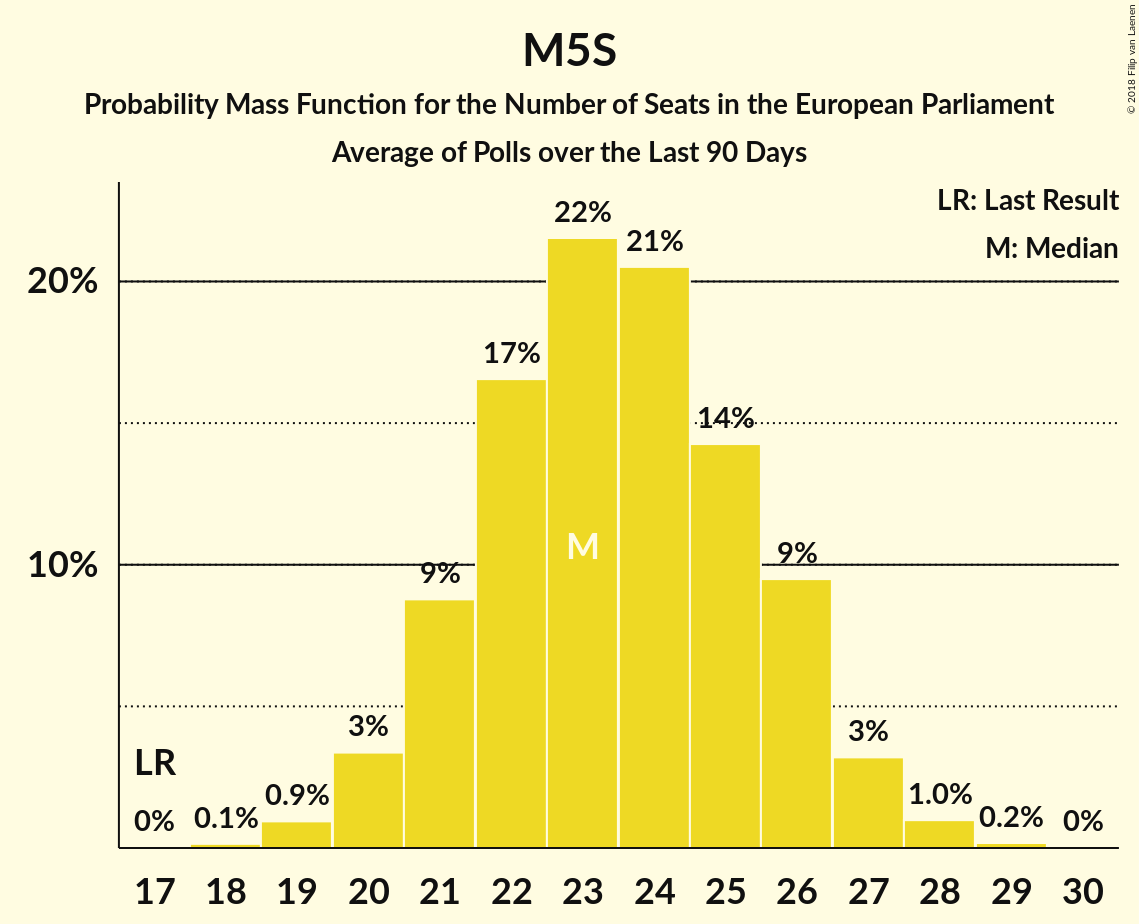 M5S
Probability Mass Function for the Number of Seats in the European Parliament
Average of Polls over the Last 90 Days
© 2018 Filip van Laenen
LR: Last Result
M: Median
20%
10%
LR
0%
0.1%
0.9%
3%
9%
17%
22%
21%
14%
9%
3%
1.0%
0.2%
0%
M
17 18 19 20 21 22 23 24 25 26 27 28 29 30